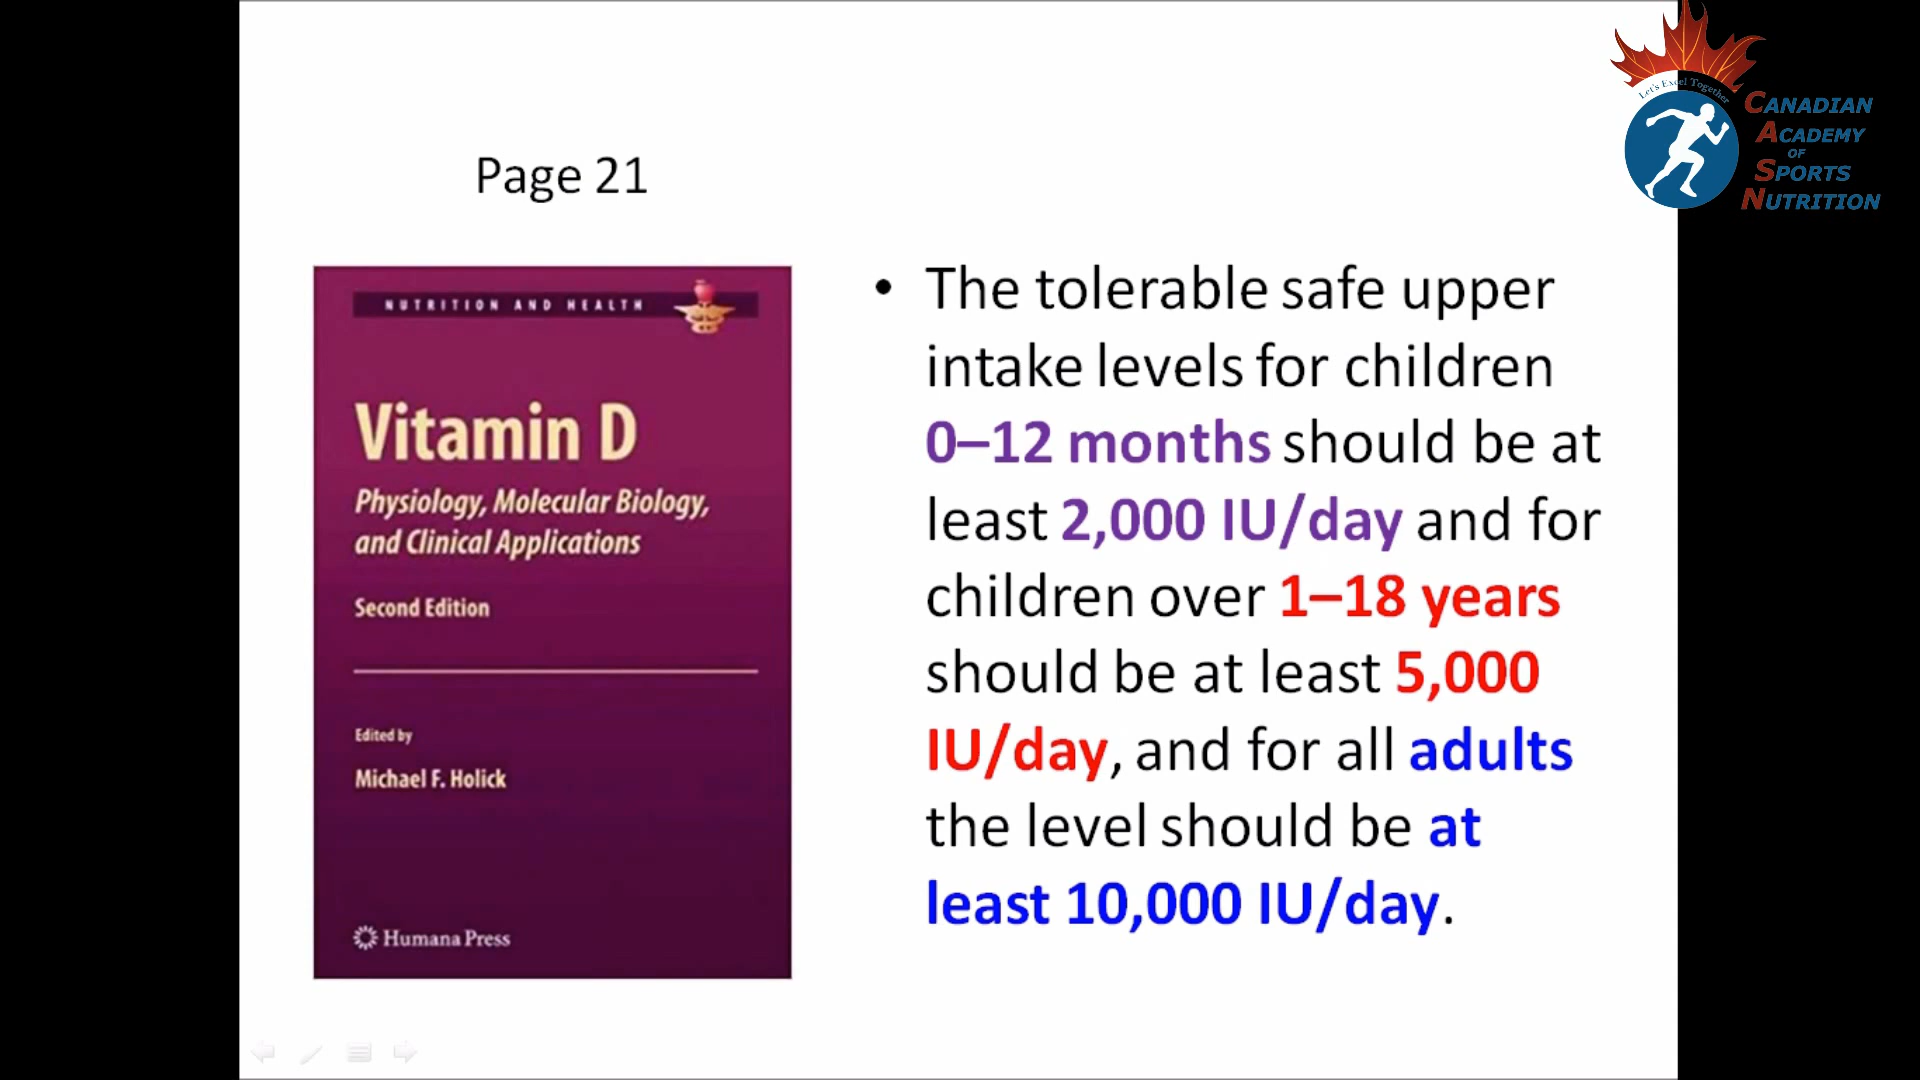 Let's Excel Together
CANADIAN
ACADEMY
OF
SPORTS
NUTRITION
Page 21
NUTRITION AND HEALTH
Vitamin D
Physiology, Molecular Biology,
and Clinical Applications
Second Edition
Edited by
Michael F. Holick
Humana Press
• The tolerable safe upper
intake levels for children
0–12 months should be at
least 2,000 IU/day and for
children over 1–18 years
should be at least 5,000
IU/day, and for all adults
the level should be at
least 10,000 IU/day.